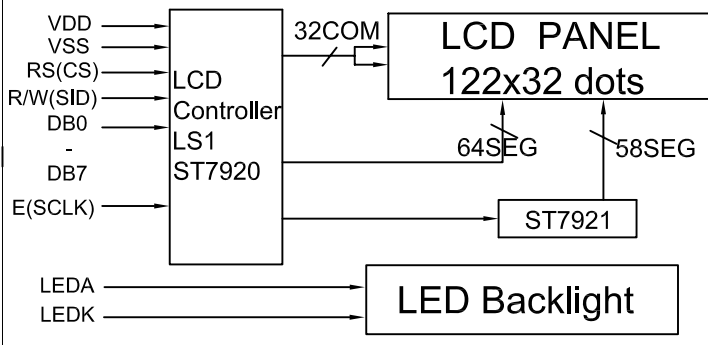 VDD
VSS
RS(CS)
R/W(SID)
DB0
-
DB7
E(SCLK)
LCD
Controller
LS1
ST7920
32COM
LCD PANEL
122x32 dots
64SEG
58SEG
ST7921
LEDA
LEDK
LED Backlight